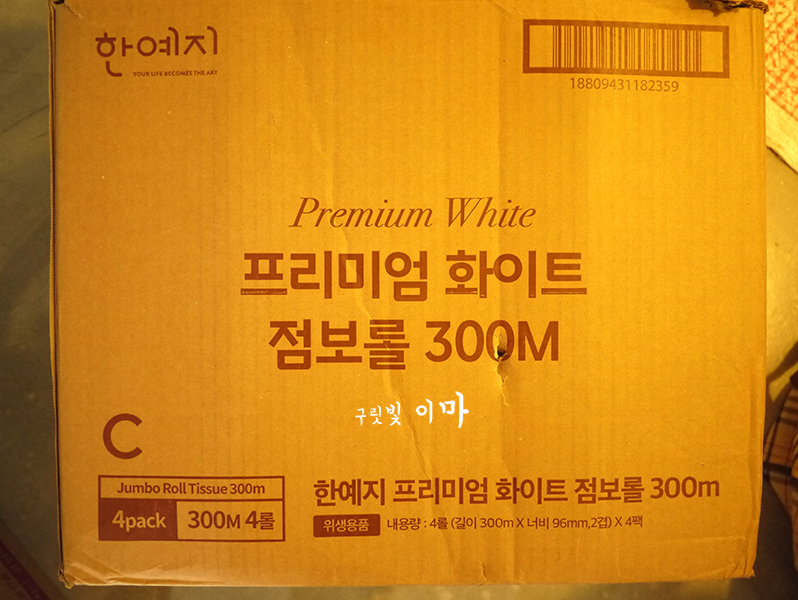 한예지
YOUR LIFE BECOMES THE ART
18809431182359
Premium White
프리미엄 화이트
점보롤 300M
구릿빛 이마
C
Jumbo Roll Tissue 300m
4pack 300M 4롤
한예지 프리미엄 화이트 점보롤 300m
위생용품 내용량 : 4롤 (길이 300m X 너비 96mm,2겹) X 4팩